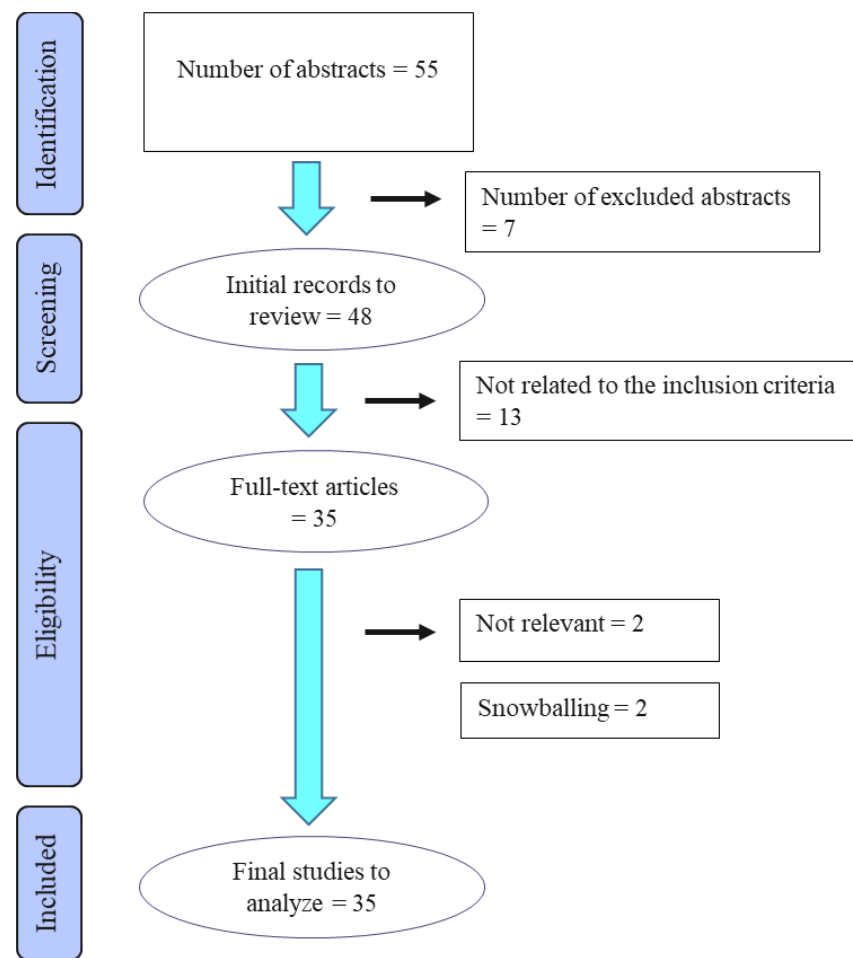 Identification
Number of abstracts = 55
Number of excluded abstracts
= 7
Screening
Initial records to
review = 48
Not related to the inclusion criteria
= 13
Eligibility
Full-text articles
= 35
Not relevant = 2
Snowballing = 2
Included
Final studies to
analyze = 35